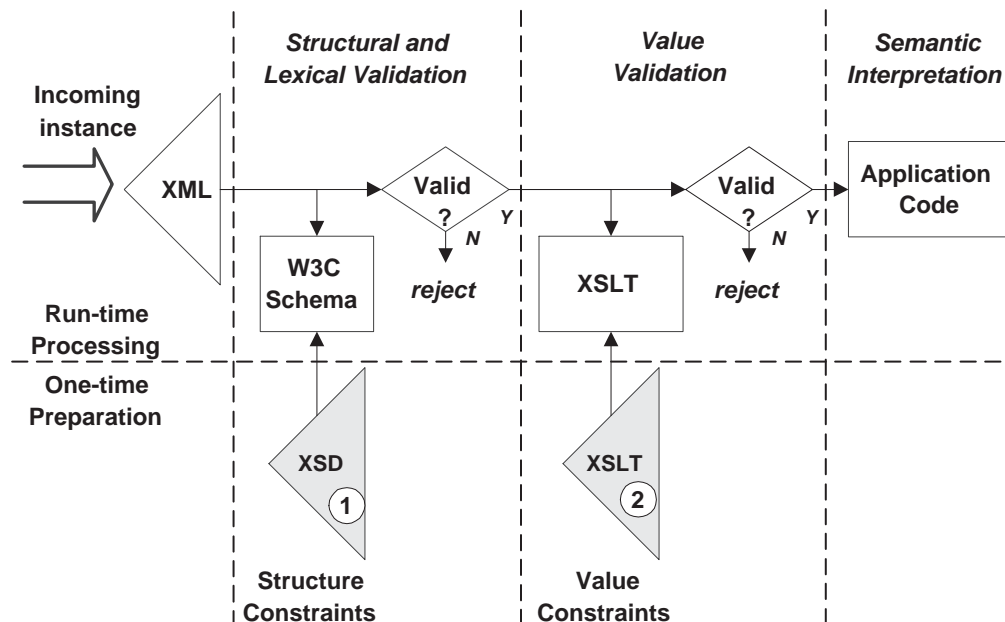 Structural and
Lexical Validation
Value
Validation
Semantic
Interpretation
Incoming
instance
XML
Valid
?
Y
N
reject
W3C
Schema
Valid
?
Y
N
reject
XSLT
Application
Code
Run-time
Processing
One-time
Preparation
XSD
1
XSLT
2
Structure
Constraints
Value
Constraints